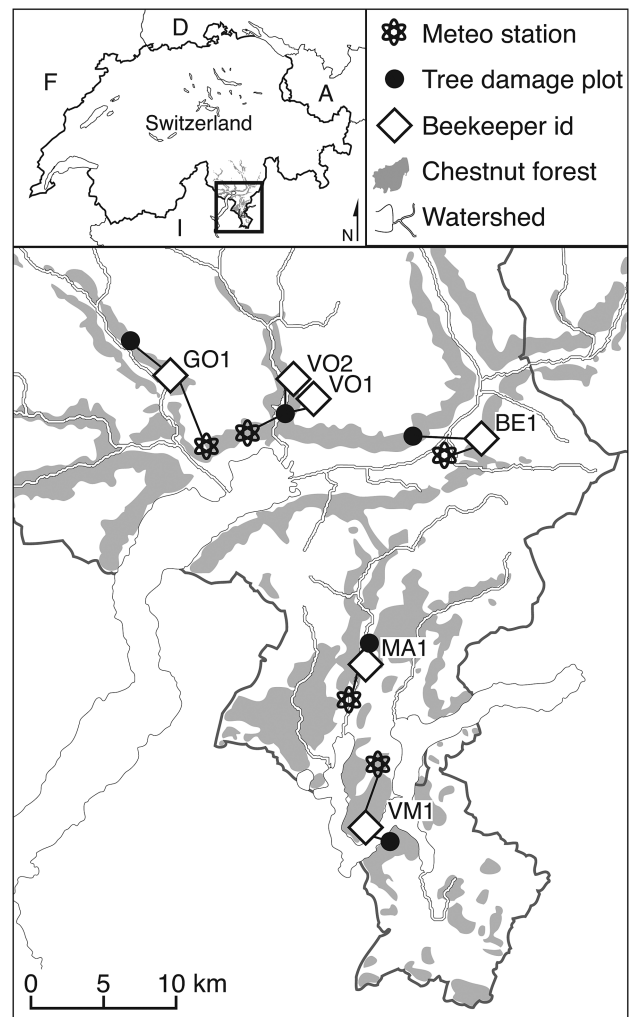 D
F
A
Switzerland
I
N
Meteo station
Tree damage plot
Beekeeper id
Chestnut forest
Watershed
GO1
VO2
VO1
BE1
MA1
VM1
0 5 10 km